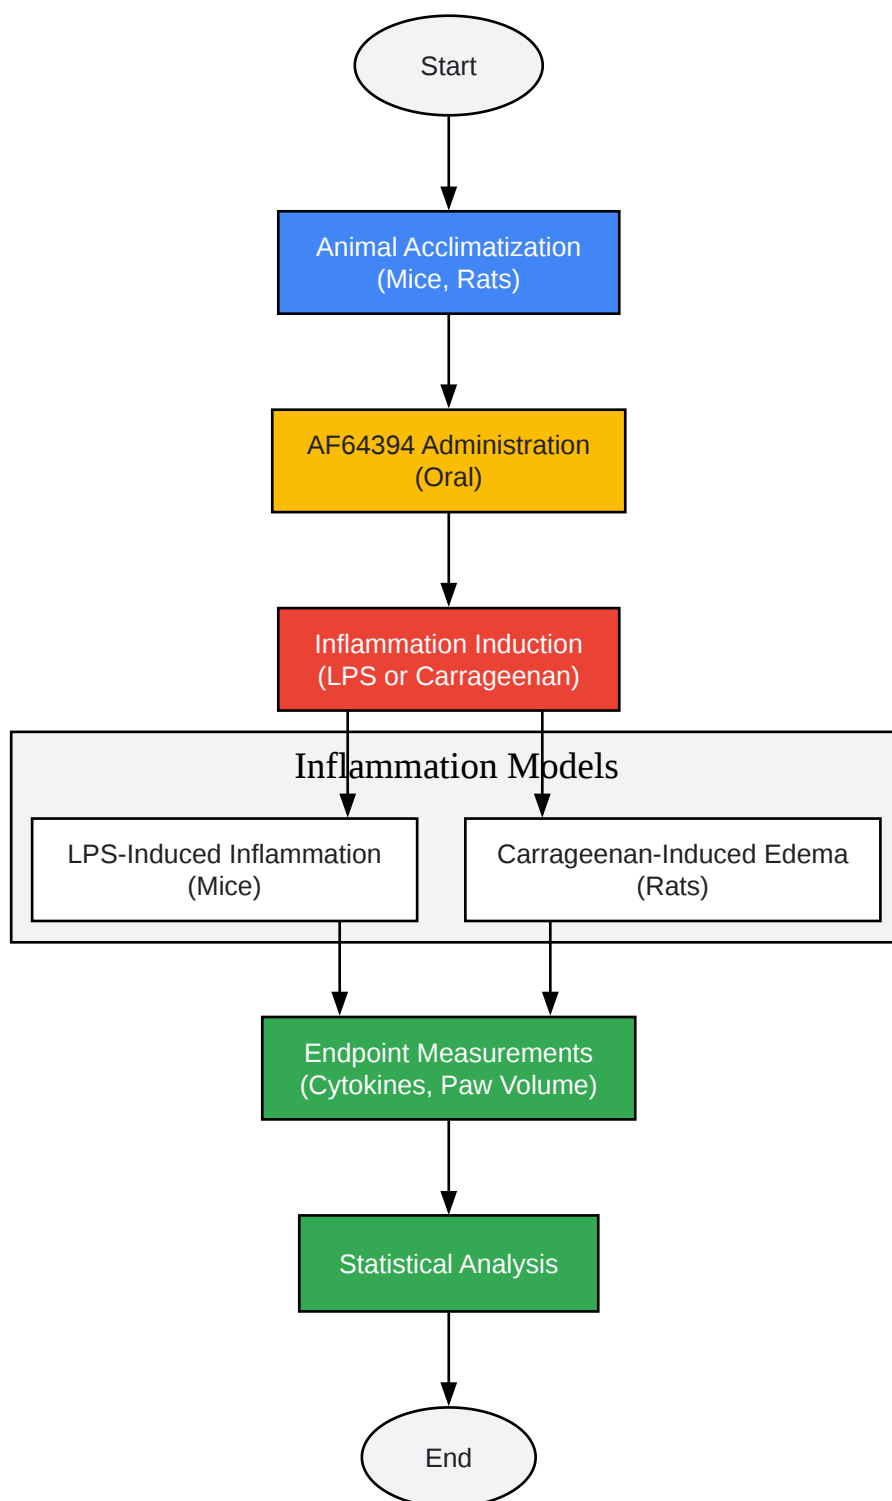 Start
Animal Acclimatization
(Mice, Rats)
AF64394 Administration
(Oral)
Inflammation Induction
(LPS or Carrageenan)
Inflammation Models
LPS-Induced Inflammation
(Mice)
Carrageenan-Induced Edema
(Rats)
Endpoint Measurements
(Cytokines, Paw Volume)
Statistical Analysis
End